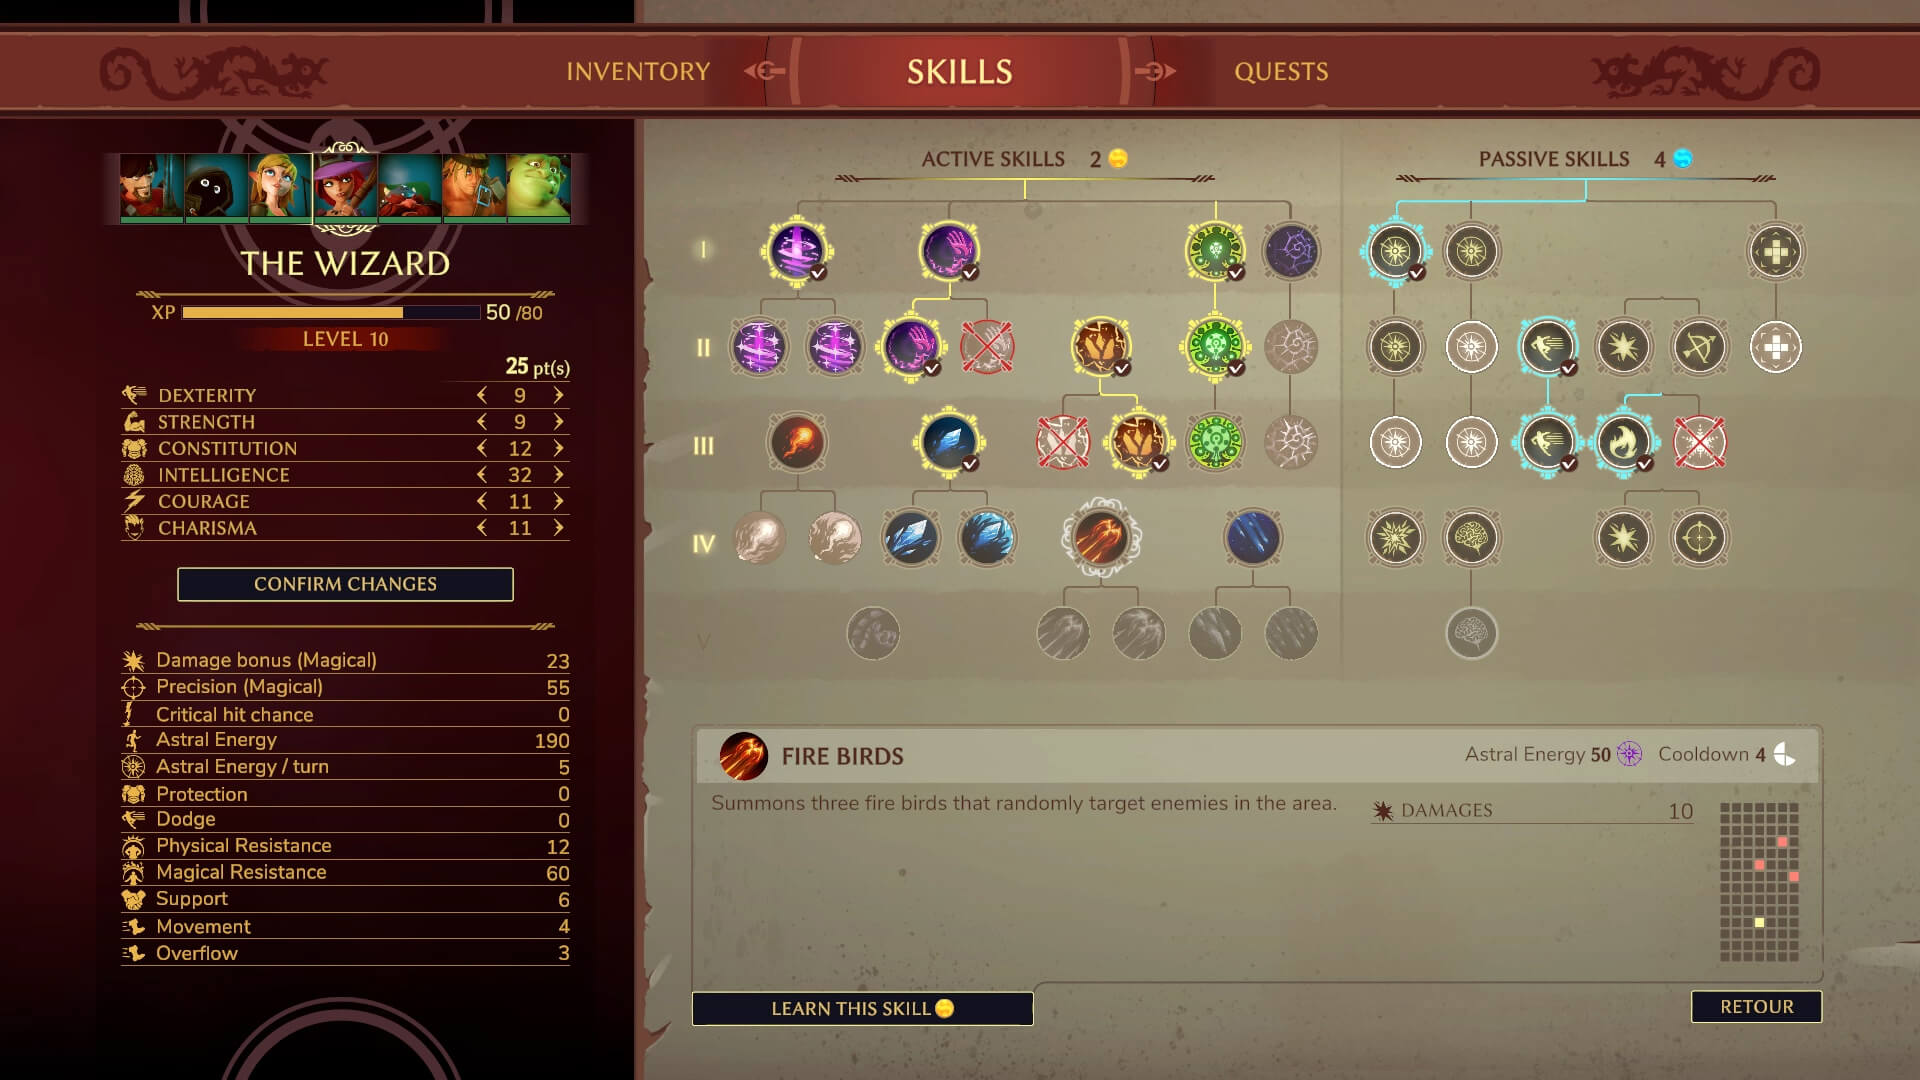 INVENTORY
SKILLS
QUESTS
THE WIZARD
XP 50 /80
LEVEL 10
25 pt(s)
DEXTERITY 9
STRENGTH 9
CONSTITUTION 12
INTELLIGENCE 32
COURAGE 11
CHARISMA 11
CONFIRM CHANGES
Damage bonus (Magical) 23
Precision (Magical) 55
Critical hit chance 0
Astral Energy 190
Astral Energy / turn 5
Protection 0
Dodge 0
Physical Resistance 12
Magical Resistance 60
Support 6
Movement 4
Overflow 3
ACTIVE SKILLS 2
PASSIVE SKILLS 4
I
II
III
IV
V
FIRE BIRDS
Astral Energy 50
Cooldown 4
Summons three fire birds that randomly target enemies in the area.
DAMAGES 10
LEARN THIS SKILL
RETOUR